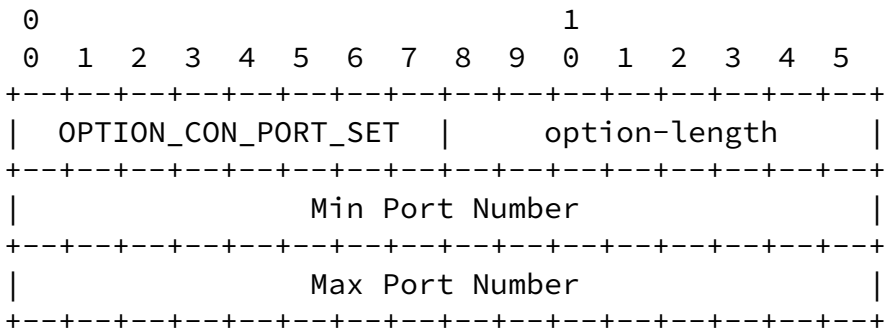 0                             1
 0  1  2  3  4  5  6  7  8  9  0  1  2  3  4  5
+--+--+--+--+--+--+--+--+--+--+--+--+--+--+--+--+
|  OPTION_CON_PORT_SET  |     option-length     |
+--+--+--+--+--+--+--+--+--+--+--+--+--+--+--+--+
|                Min Port Number                |
+--+--+--+--+--+--+--+--+--+--+--+--+--+--+--+--+
|                Max Port Number                |
+--+--+--+--+--+--+--+--+--+--+--+--+--+--+--+--+